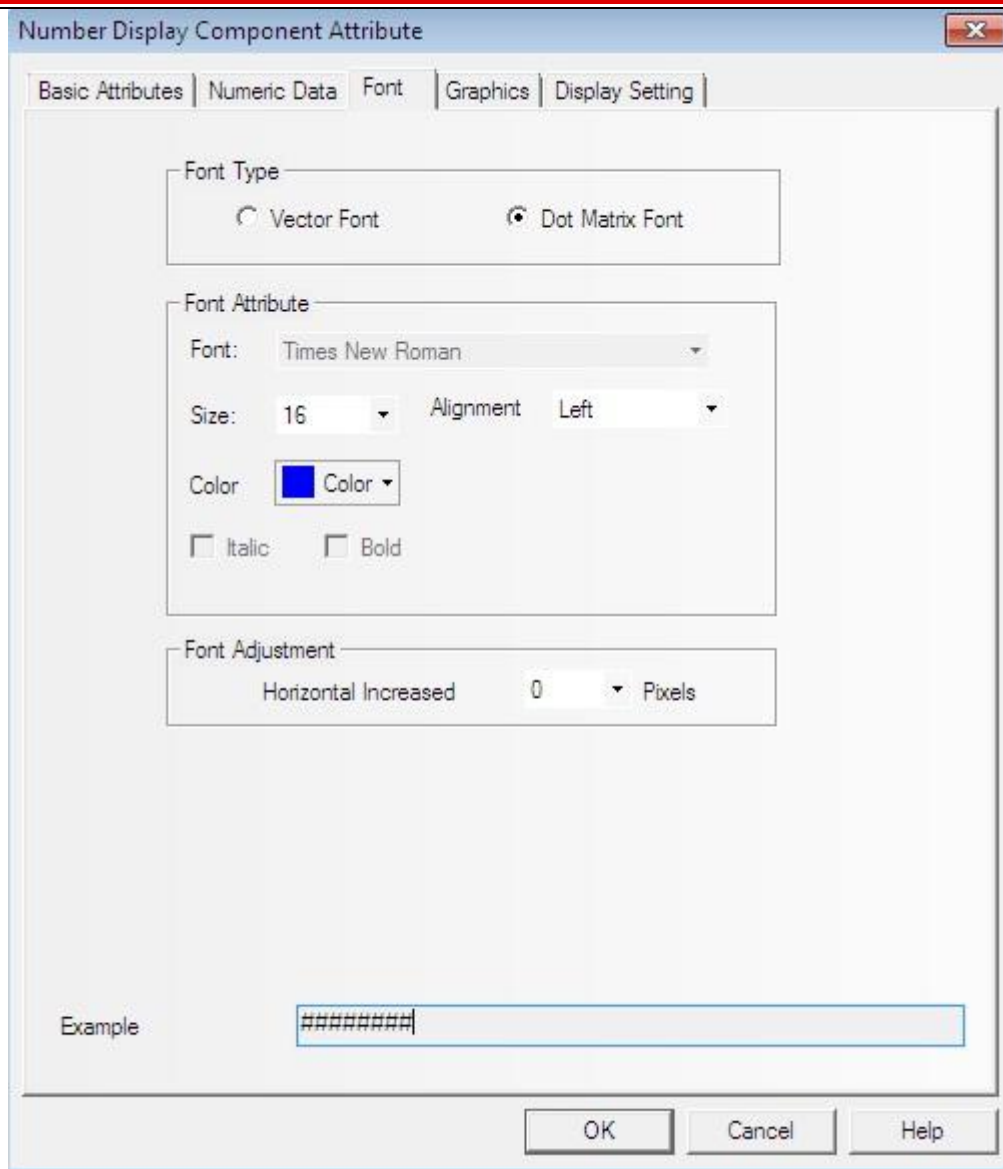 Number Display Component Attribute
Basic Attributes Numeric Data Font Graphics Display Setting
Font Type
Vector Font Dot Matrix Font
Font Attribute
Font: Times New Roman
Size: 16 Alignment Left
Color Color
Italic Bold
Font Adjustment
Horizontal Increased 0 Pixels
Example ########
OK Cancel Help